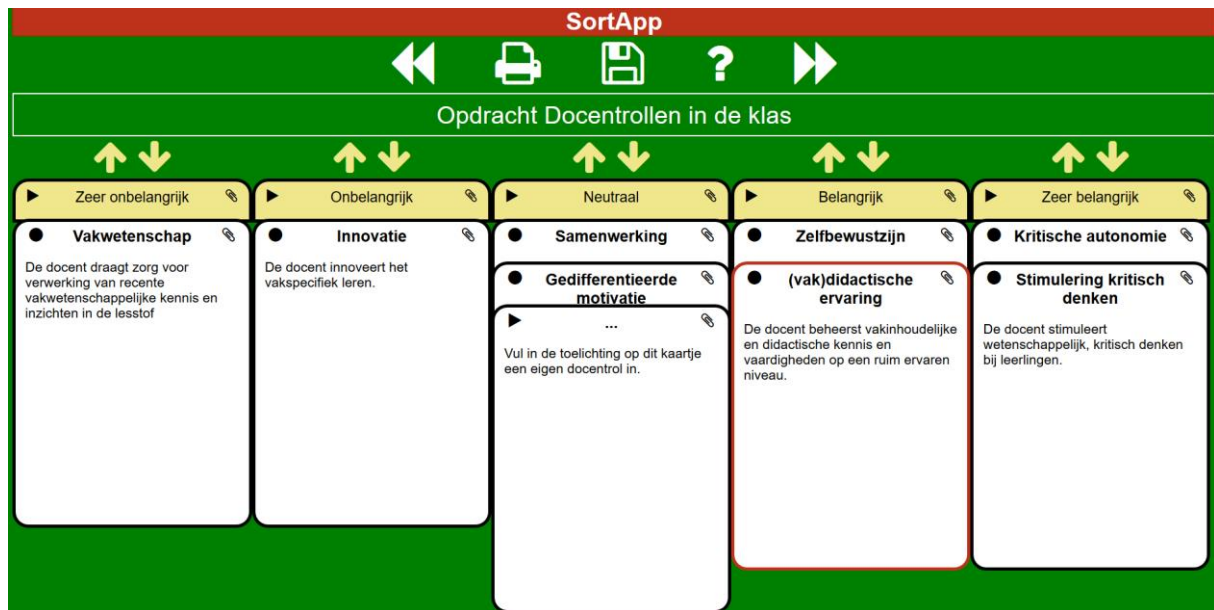 SortApp
?
Opdracht Docentrollen in de klas
Zeer onbelangrijk
Onbelangrijk
Neutraal
Belangrijk
Zeer belangrijk
Vakwetenschap
De docent draagt zorg voor
verwerking van recente
vakwetenschappelijke kennis en
inzichten in de lesstof
Innovatie
De docent innoveert het
vakspecifiek leren.
Samenwerking
Gedifferentieerde
motivatie
...
Vul in de toelichting op dit kaartje
een eigen docentrol in.
Zelfbewustzijn
(vak)didactische
ervaring
De docent beheerst vakinhoudelijke
en didactische kennis en
vaardigheden op een ruim ervaren
niveau.
Kritische autonomie
Stimulering kritisch
denken
De docent stimuleert
wetenschappelijk, kritisch denken
bij leerlingen.